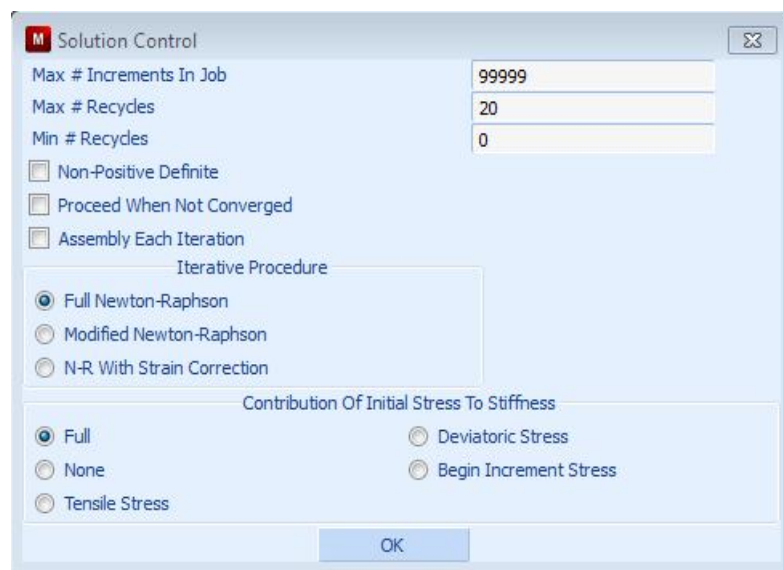 M Solution Control
Max # Increments In Job 99999
Max # Recycles 20
Min # Recycles 0
Non-Positive Definite
Proceed When Not Converged
Assembly Each Iteration
Iterative Procedure
Full Newton-Raphson
Modified Newton-Raphson
N-R With Strain Correction
Contribution Of Initial Stress To Stiffness
Full Deviatoric Stress
None Begin Increment Stress
Tensile Stress
OK